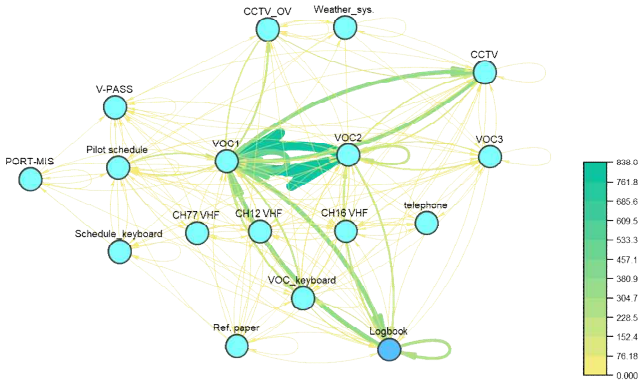 CCTV_OV
Weather_sys.
CCTV
V-PASS
VOC1
VOC2
VOC3
PORT-MIS
Pilot schedule
CH77 VHF
CH12 VHF
CH16 VHF
telephone
Schedule_keyboard
VOC_keyboard
Ref. paper
Logbook
838.0
761.8
685.6
609.5
533.3
457.1
380.9
304.7
228.5
152.4
76.18
0.000